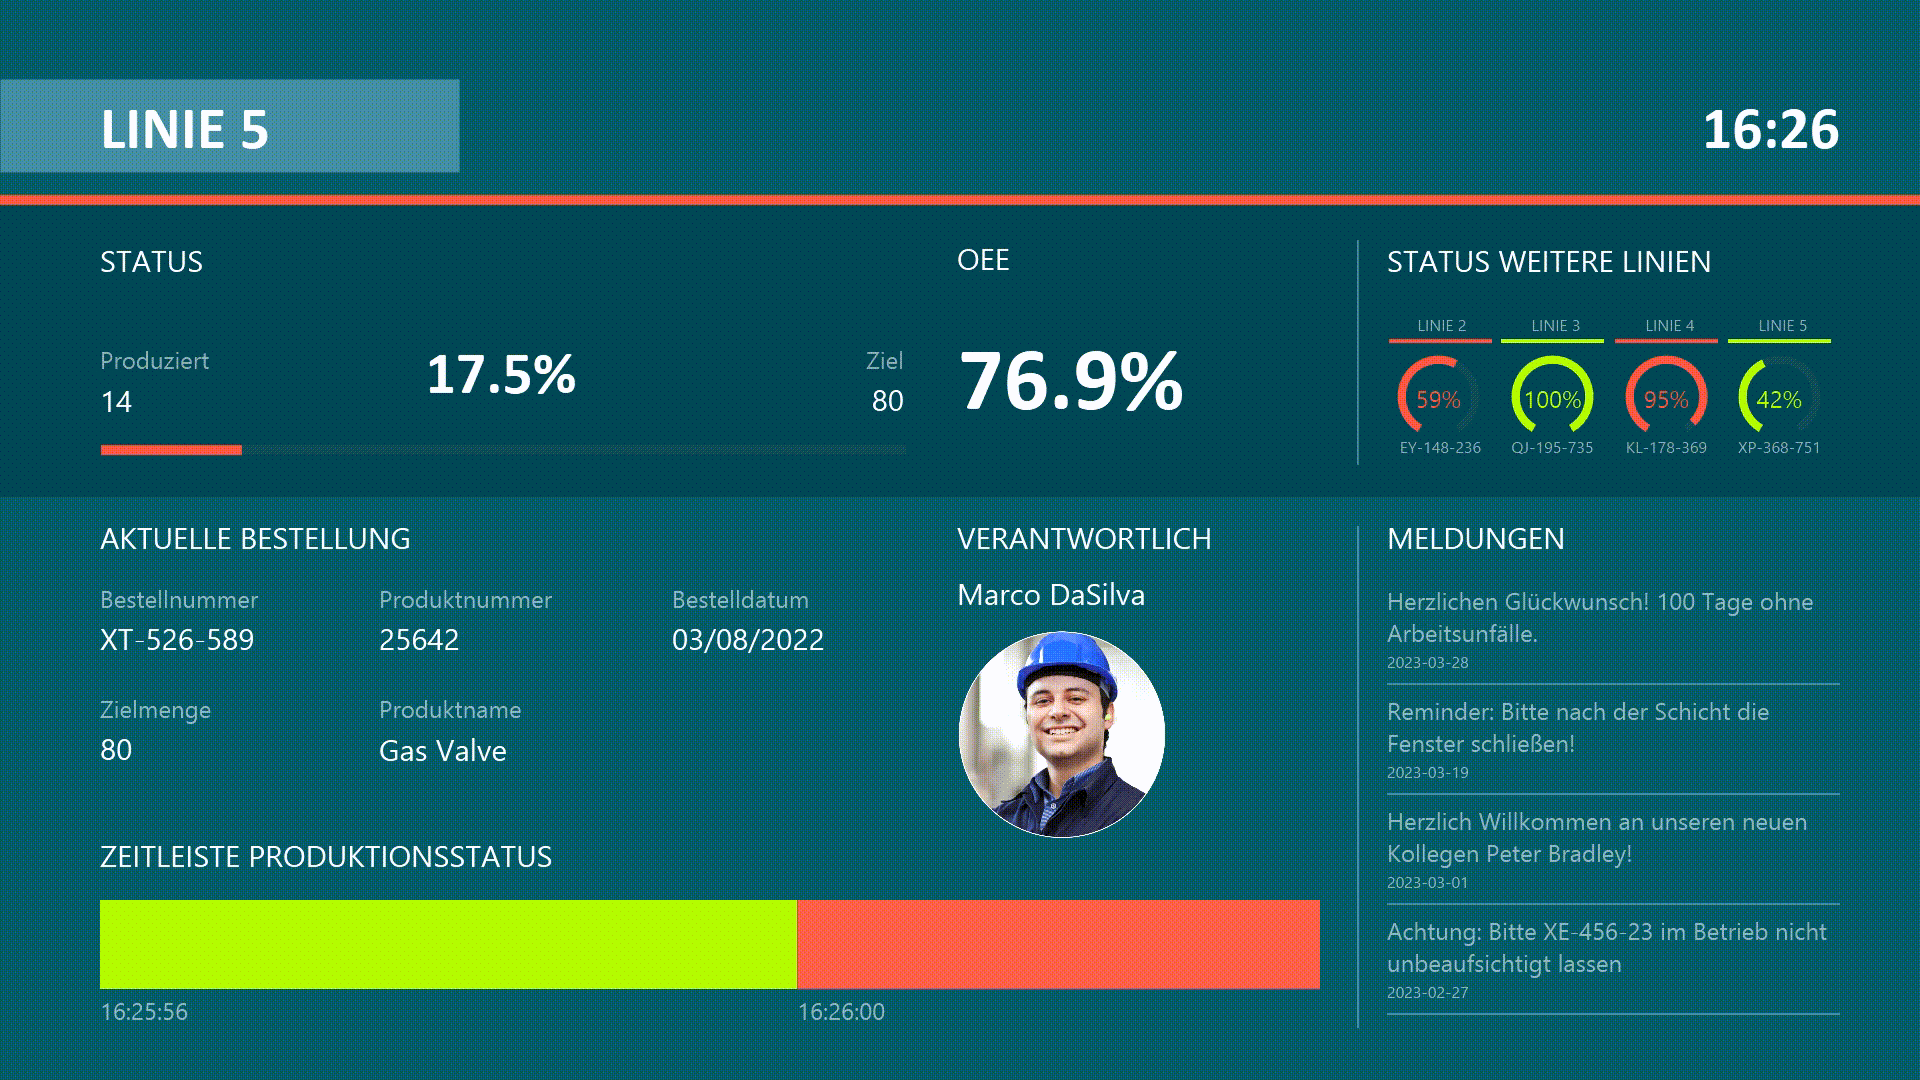 LINIE 5
16:26
STATUS
Produziert
14
17.5%
Ziel
80
OEE
76.9%
STATUS WEITERE LINIEN
LINIE 2
LINIE 3
LINIE 4
LINIE 5
59%
100%
95%
42%
EY-148-236
QJ-195-735
KL-178-369
XP-368-751
AKTUELLE BESTELLUNG
Bestellnummer
Produktnummer
Bestelldatum
XT-526-589
25642
03/08/2022
Zielmenge
Produktname
80
Gas Valve
VERANTWORTLICH
Marco DaSilva
ZEITLEISTE PRODUKTIONSSTATUS
16:25:56
16:26:00
MELDUNGEN
Herzlichen Glückwunsch! 100 Tage ohne
Arbeitsunfälle.
2023-03-28
Reminder: Bitte nach der Schicht die
Fenster schließen!
2023-03-19
Herzlich Willkommen an unseren neuen
Kollegen Peter Bradley!
2023-03-01
Achtung: Bitte XE-456-23 im Betrieb nicht
unbeaufsichtigt lassen
2023-02-27